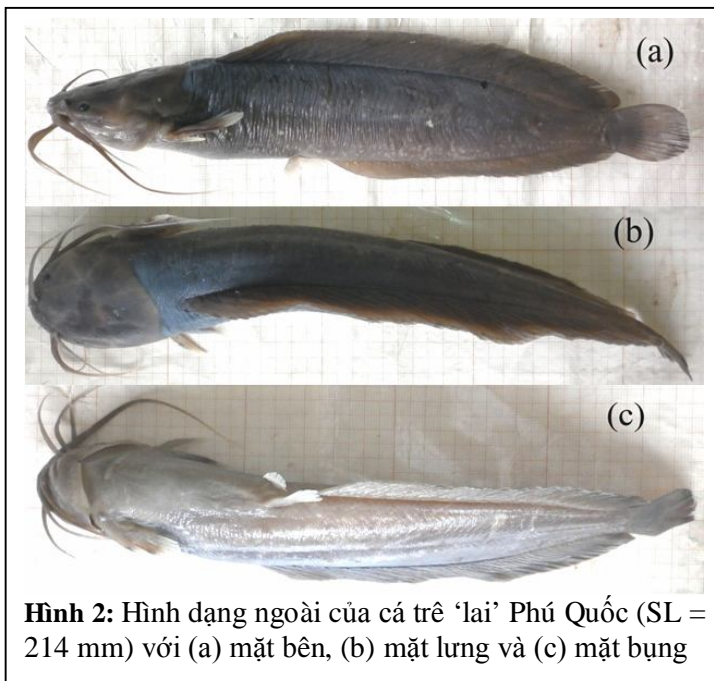 (a)
(b)
(c)
Hình 2: Hình dạng ngoài của cá trê ‘lai’ Phú Quốc (SL =
214 mm) với (a) mặt bên, (b) mặt lưng và (c) mặt bụng